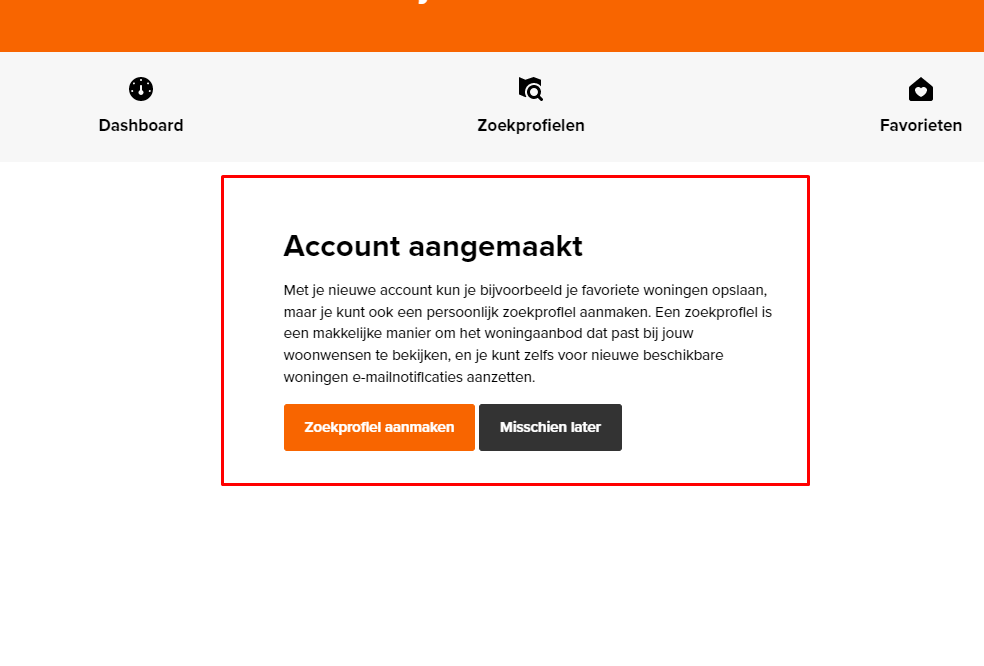 Dashboard
Zoekprofielen
Favorieten
Account aangemaakt
Met je nieuwe account kun je bijvoorbeeld je favoriete woningen opslaan,
maar je kunt ook een persoonlijk zoekprofiel aanmaken. Een zoekprofiel is
een makkelijke manier om het woningaanbod dat past bij jouw
woonwensen te bekijken, en je kunt zelfs voor nieuwe beschikbare
woningen e-mailnotificaties aanzetten.
Zoekprofiel aanmaken
Misschien later